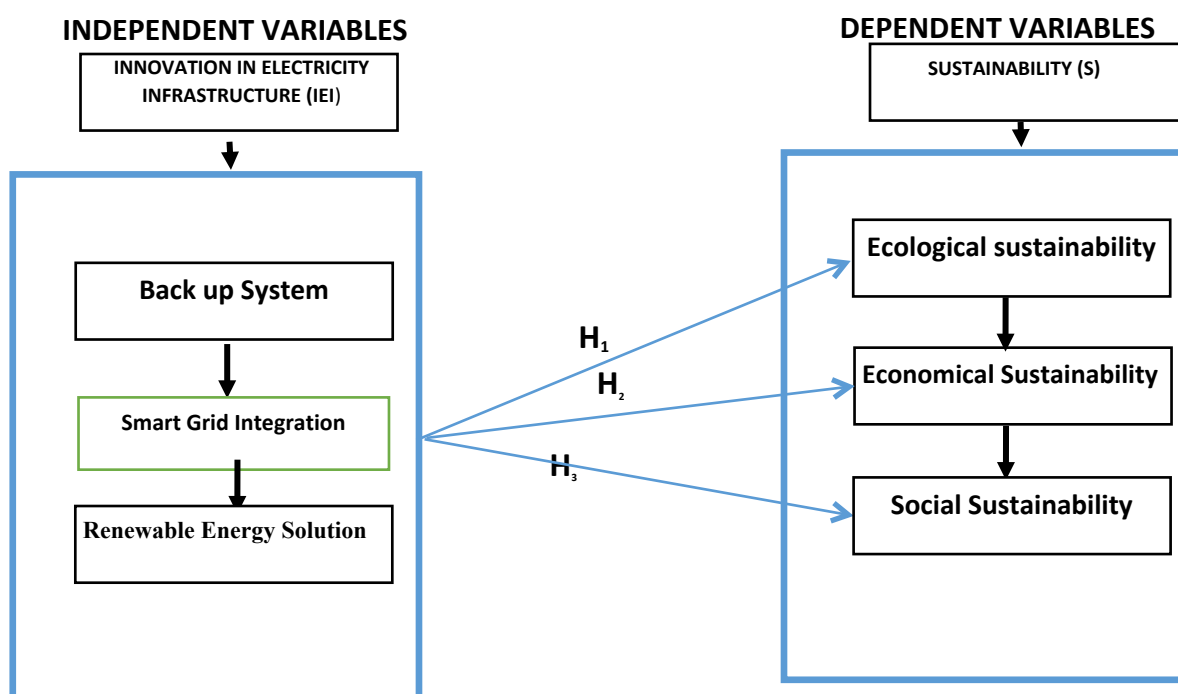 INDEPENDENT VARIABLES
INNOVATION IN ELECTRICITY
INFRASTRUCTURE (IEI)
Back up System
Smart Grid Integration
Renewable Energy Solution
H₁
H₂
H₃
DEPENDENT VARIABLES
SUSTAINABILITY (S)
Ecological sustainability
Economical Sustainability
Social Sustainability